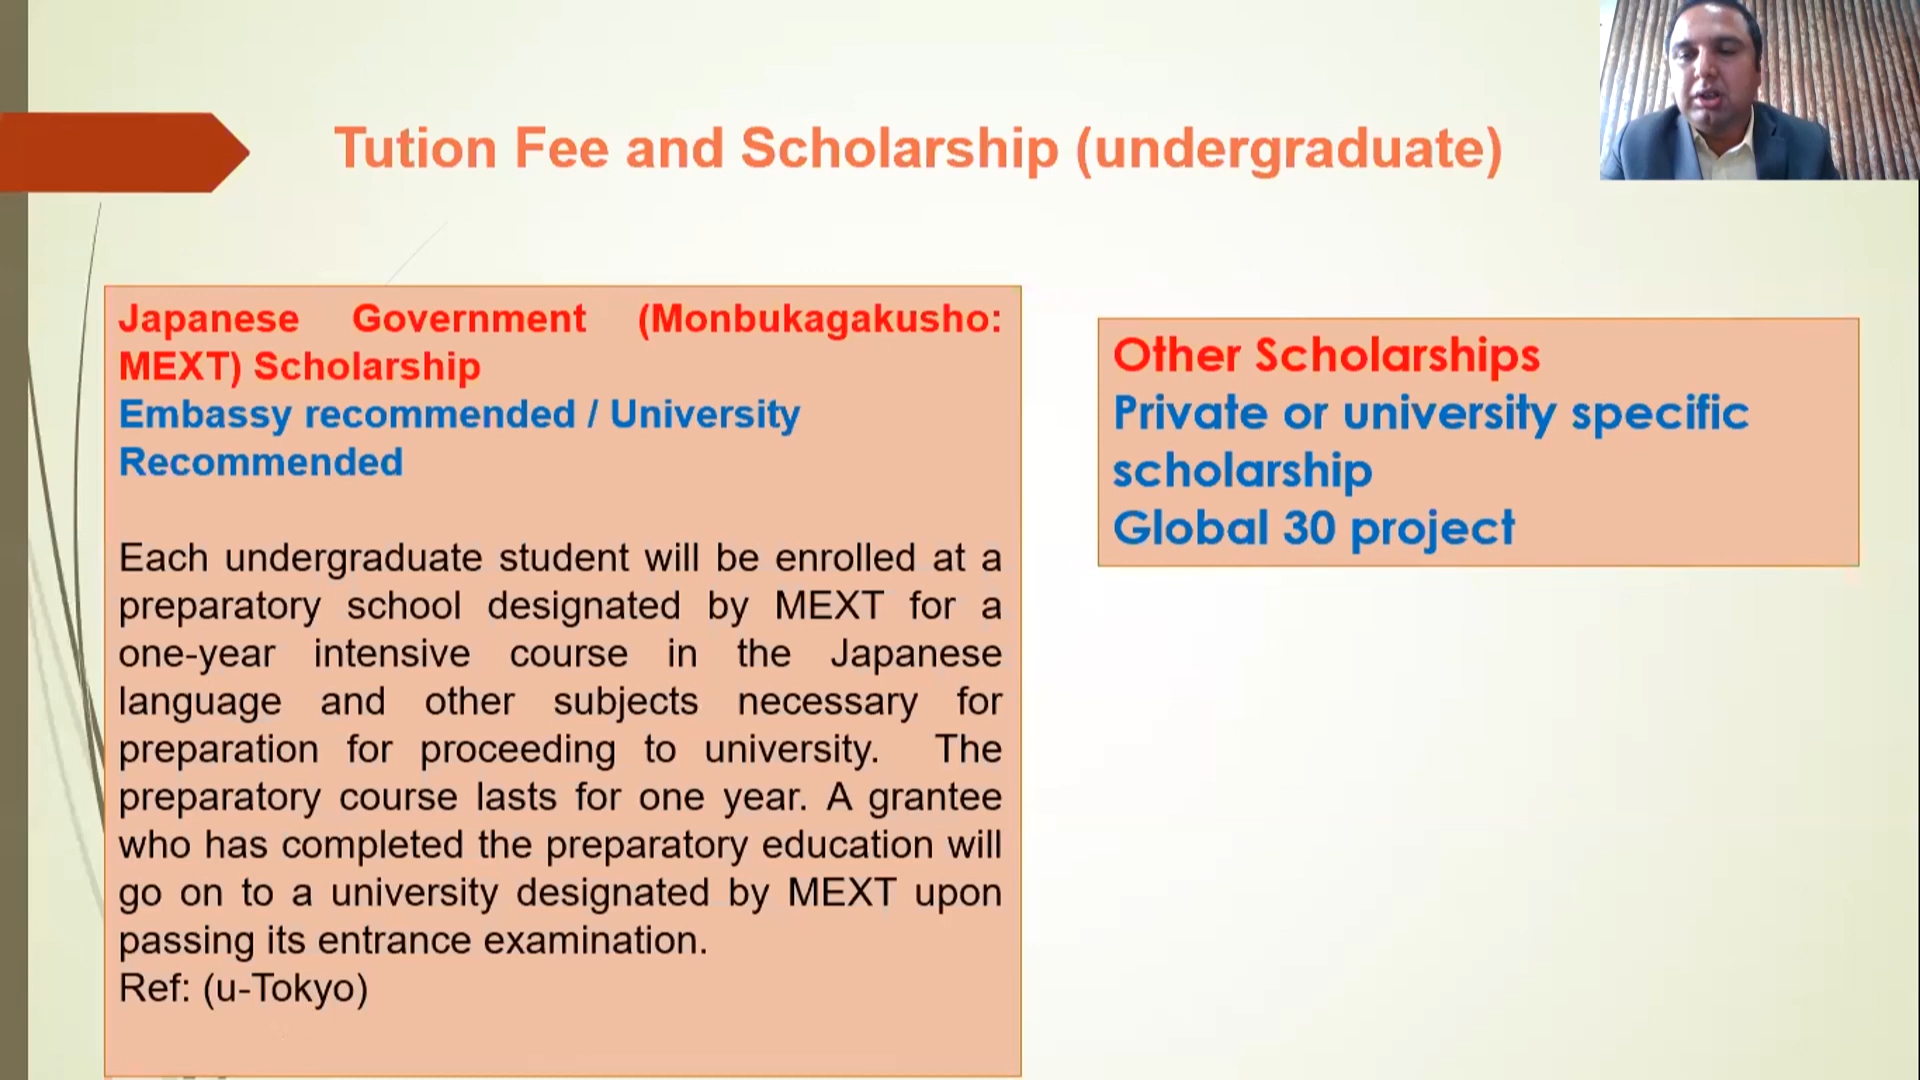 Tution Fee and Scholarship (undergraduate)
Japanese Government (Monbukagakusho:
MEXT) Scholarship
Embassy recommended / University
Recommended
Each undergraduate student will be enrolled at a
preparatory school designated by MEXT for a
one-year intensive course in the Japanese
language and other subjects necessary for
preparation for proceeding to university. The
preparatory course lasts for one year. A grantee
who has completed the preparatory education will
go on to a university designated by MEXT upon
passing its entrance examination.
Ref: (u-Tokyo)
Other Scholarships
Private or university specific
scholarship
Global 30 project